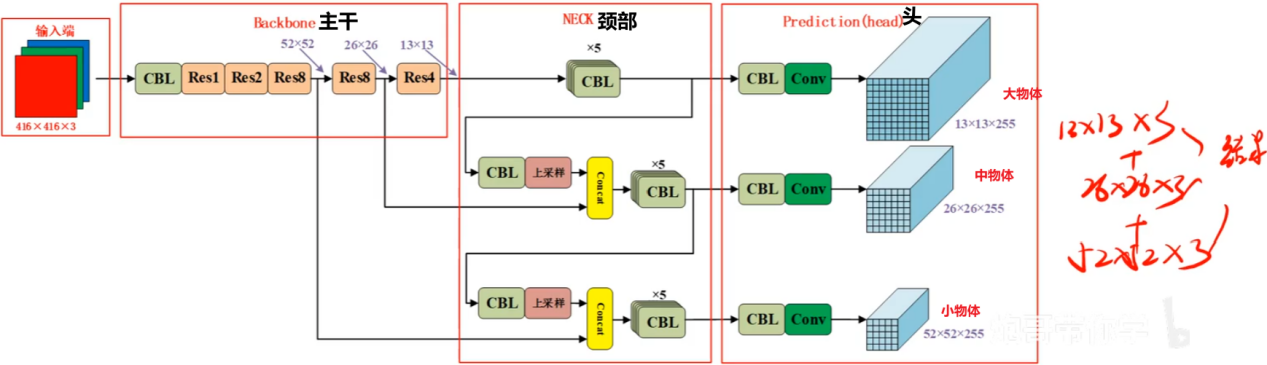 Backbone 主干
NECK 颈部
Prediction(head) 头
输入端
416×416×3
52×52
26×26
13×13
CBL
Res1
Res2
Res8
Res8
Res4
×5
CBL
CBL
Conv
大物体
13×13×255
CBL
上采样
Concat
×5
CBL
CBL
Conv
中物体
26×26×255
CBL
上采样
Concat
×5
CBL
CBL
Conv
小物体
52×52×255
+
26×26×3
+
52×52×3